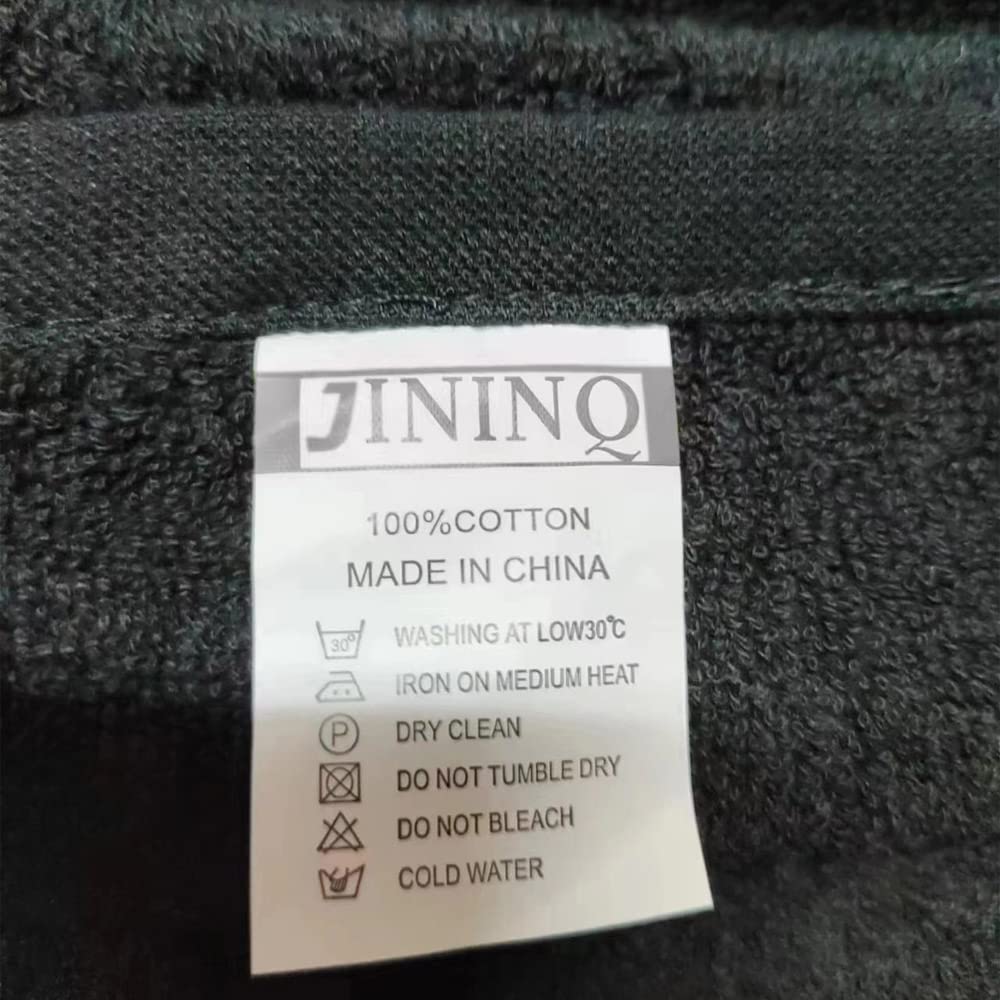 JININQ
100%COTTON
MADE IN CHINA
30° WASHING AT LOW30℃
IRON ON MEDIUM HEAT
P DRY CLEAN
DO NOT TUMBLE DRY
DO NOT BLEACH
COLD WATER